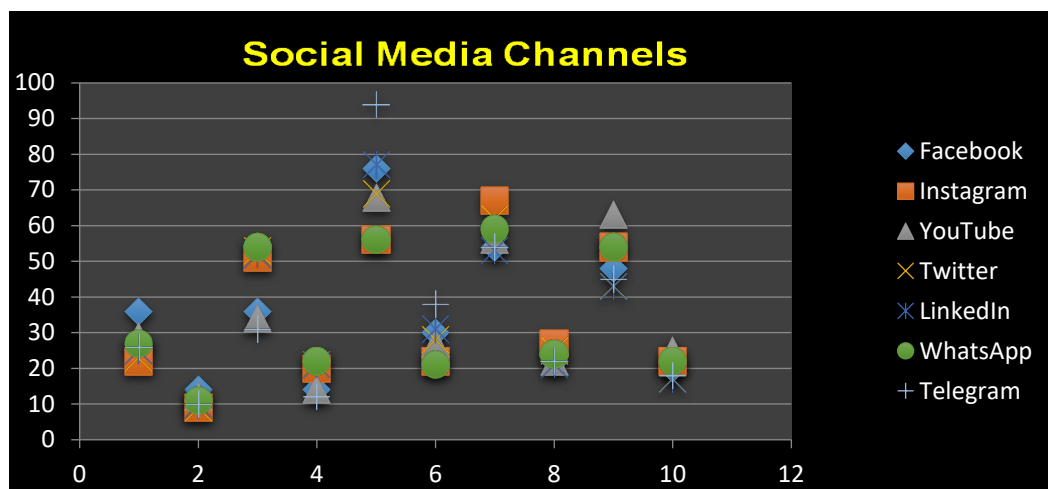 Social Media Channels
100
90
80
70
60
50
40
30
20
10
0
0 2 4 6 8 10 12
Facebook
Instagram
YouTube
Twitter
LinkedIn
WhatsApp
Telegram